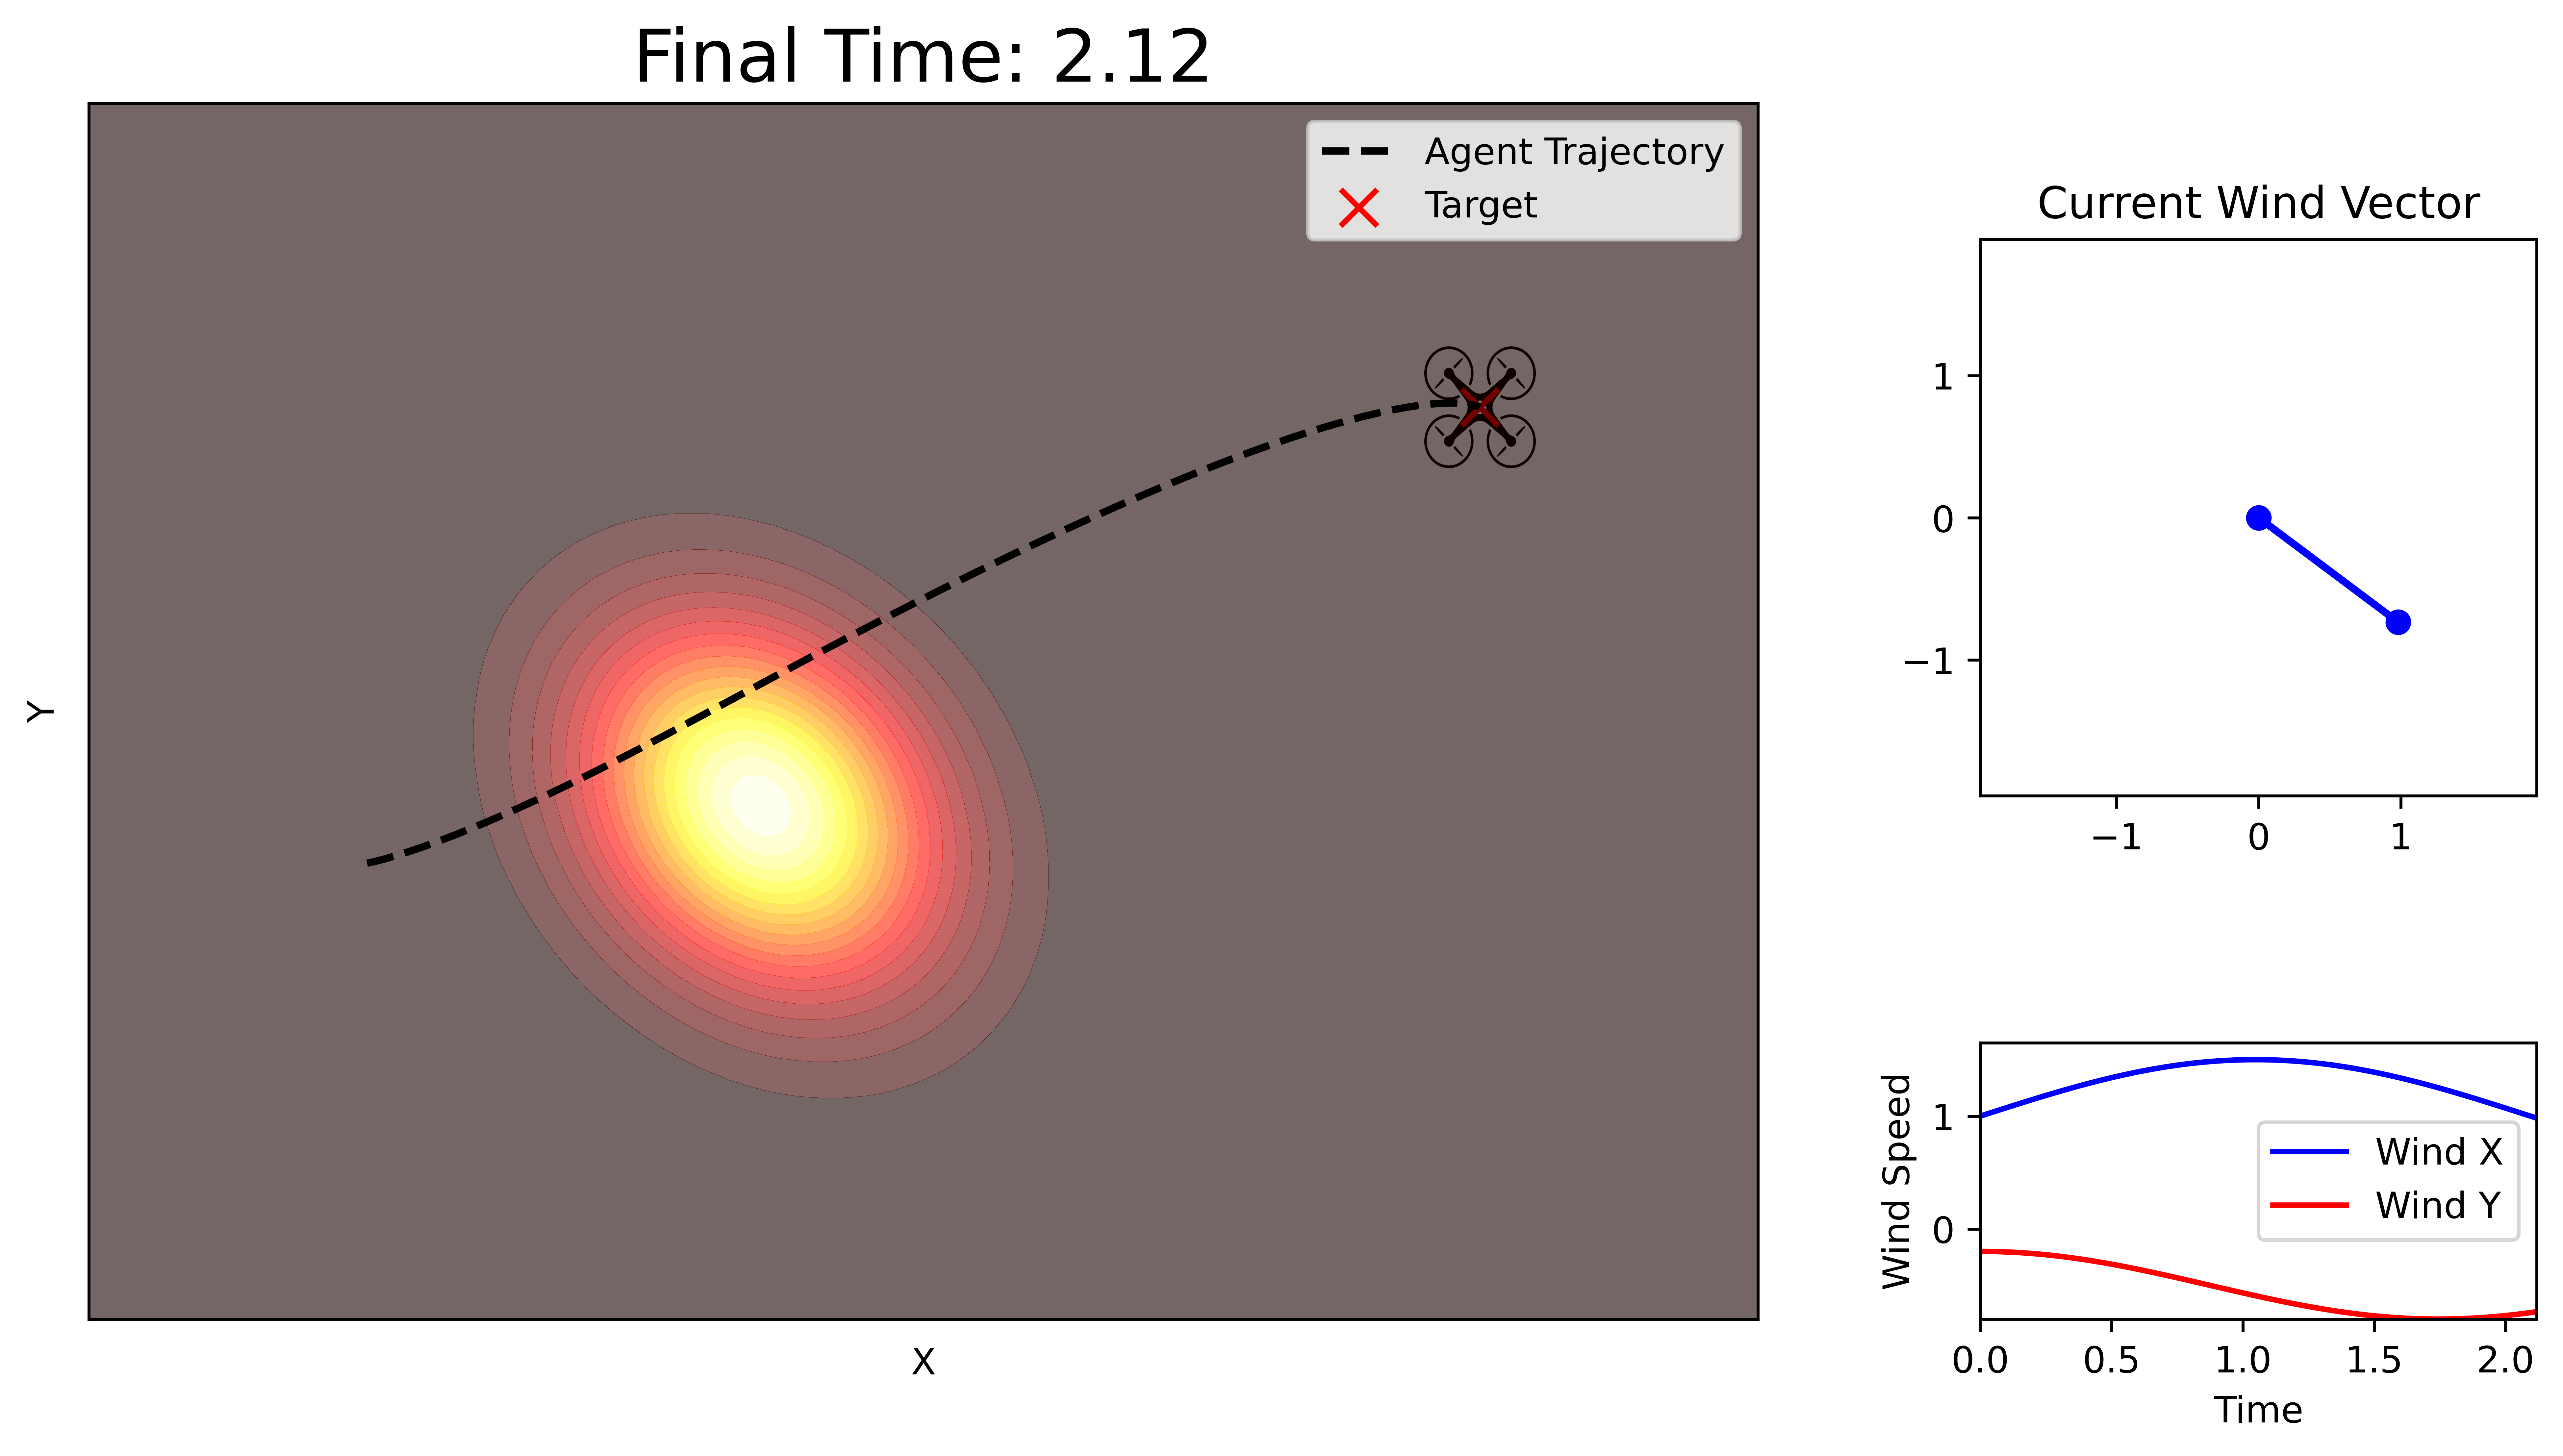 Final Time: 2.12
Agent Trajectory
Target
Y
X
Current Wind Vector
1
0
−1
−1 0 1
Wind Speed
1
0
Wind X
Wind Y
0.0 0.5 1.0 1.5 2.0
Time